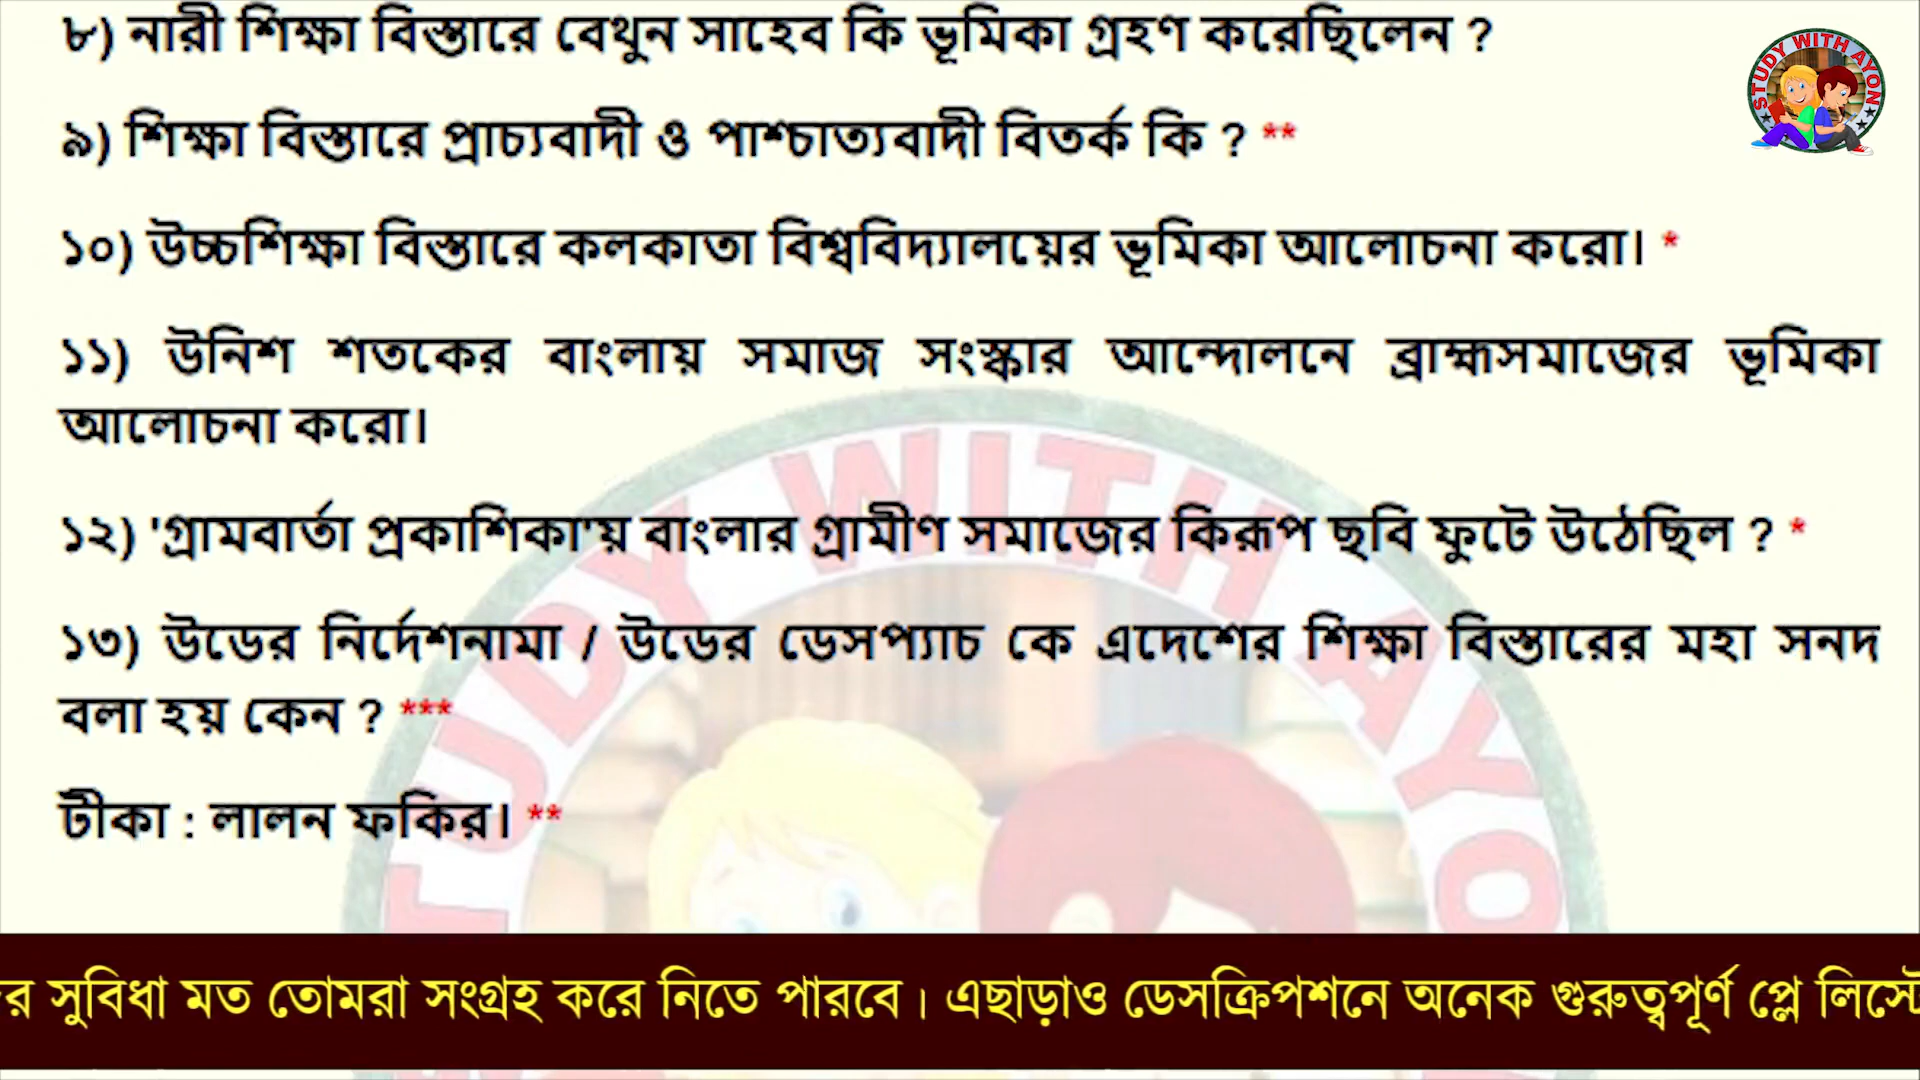 ৮) নারী শিক্ষা বিস্তারে বেথুন সাহেব কি ভূমিকা গ্রহণ করেছিলেন ?
STUDY WITH AYON
৯) শিক্ষা বিস্তারে প্রাচ্যবাদী ও পাশ্চাত্যবাদী বিতর্ক কি ? **
১০) উচ্চশিক্ষা বিস্তারে কলকাতা বিশ্ববিদ্যালয়ের ভূমিকা আলোচনা করো। *
১১) উনিশ শতকের বাংলায় সমাজ সংস্কার আন্দোলনে ব্রাহ্মসমাজের ভূমিকা
আলোচনা করো।
১২) 'গ্রামবার্তা প্রকাশিকা'য় বাংলার গ্রামীণ সমাজের কিরূপ ছবি ফুটে উঠেছিল ? *
১৩) উডের নির্দেশনামা / উডের ডেসপ্যাচ কে এদেশের শিক্ষা বিস্তারের মহা সনদ
বলা হয় কেন ? ***
টীকা : লালন ফকির। **
STUDY WITH AYON
সুবিধা মত তোমরা সংগ্রহ করে নিতে পারবে। এছাড়াও ডেসক্রিপশনে অনেক গুরুত্বপূর্ণ প্লে লিস্টে